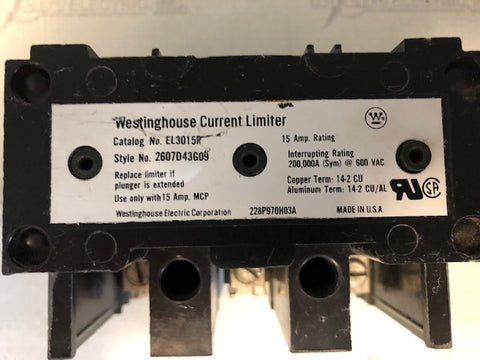 Westinghouse Current Limiter
Catalog No. EL3015R
Style No. 2607D43G09
Replace limiter if
plunger is extended
Use only with 15 Amp. MCP
Westinghouse Electric Corporation
228P970H03A
15 Amp. Rating
Interrupting Rating
200,000A (Sym) @ 600 VAC
Copper Term: 14-2 CU
Aluminum Term: 14-2 CU/AL
MADE IN U.S.A.
W
UR
SA